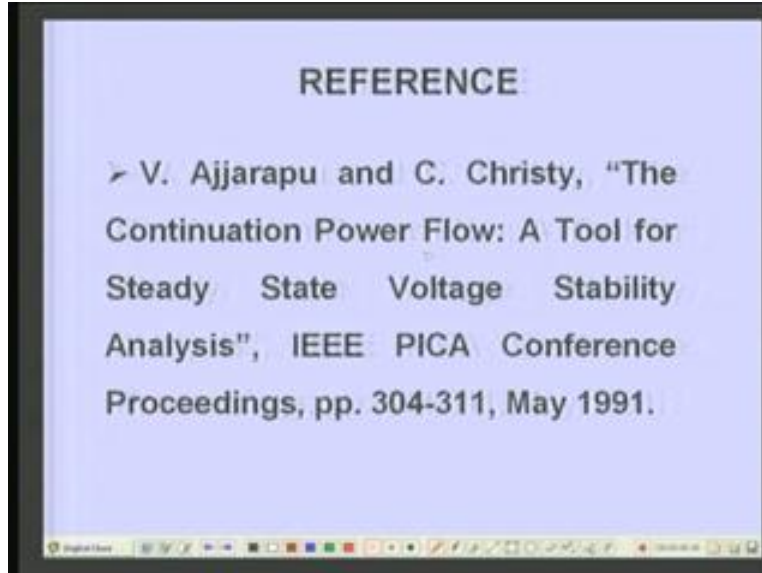 REFERENCE
➢ V. Ajjarapu and C. Christy, “The
Continuation Power Flow: A Tool for
Steady State Voltage Stability
Analysis”, IEEE PICA Conference
Proceedings, pp. 304-311, May 1991.